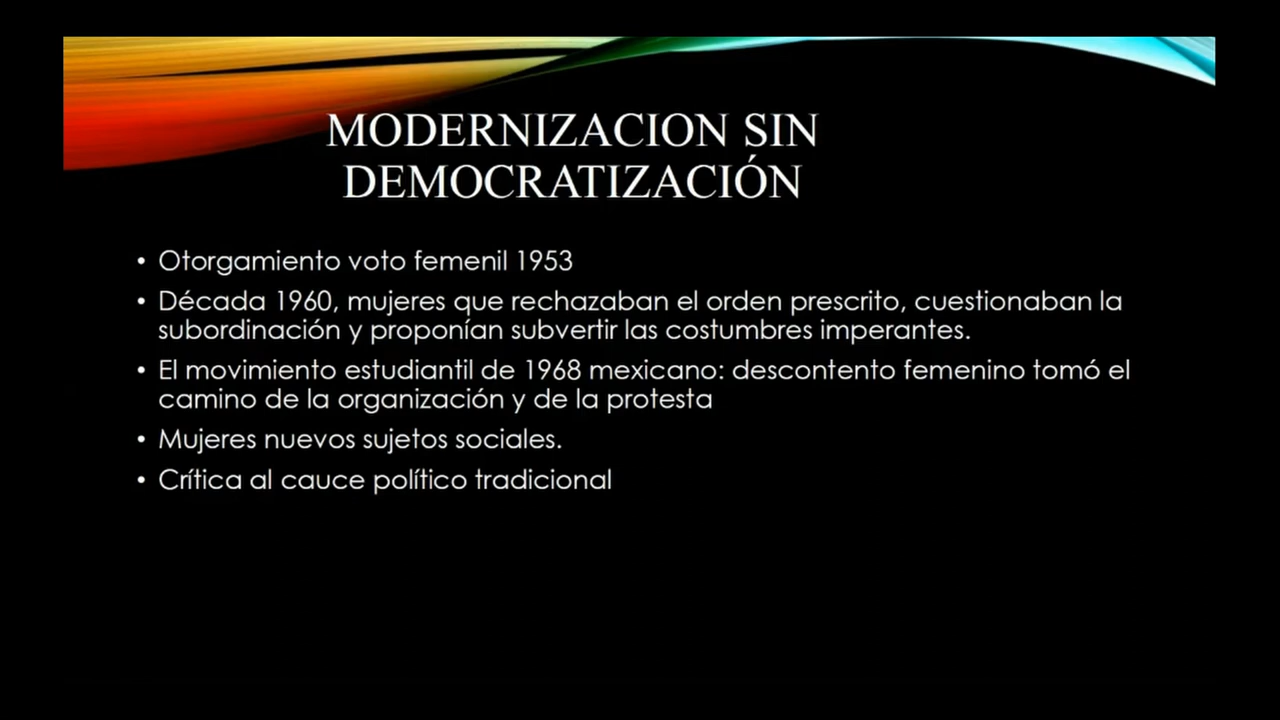 MODERNIZACION SIN
DEMOCRATIZACIÓN
• Otorgamiento voto femenil 1953
• Década 1960, mujeres que rechazaban el orden prescrito, cuestionaban la
subordinación y proponían subvertir las costumbres imperantes.
• El movimiento estudiantil de 1968 mexicano: descontento femenino tomó el
camino de la organización y de la protesta
• Mujeres nuevos sujetos sociales.
• Crítica al cauce político tradicional